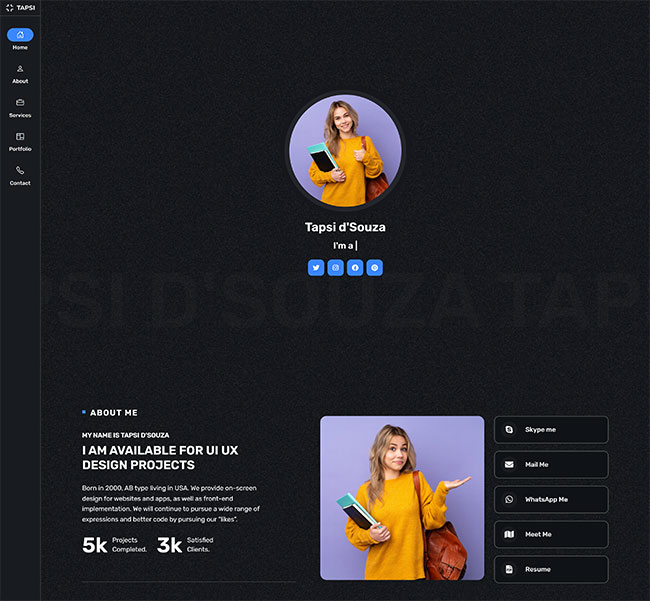 TAPSI
Home
About
Services
Portfolio
Contact
Tapsi d'Souza
I'm a |
PSI D'SOUZA TAP
ABOUT ME
MY NAME IS TAPSI D'SOUZA
I AM AVAILABLE FOR UI UX
DESIGN PROJECTS
Born in 2000, AB type living in USA. We provide on-screen
design for websites and apps, as well as front-end
implementation. We will continue to pursue a wide range of
expressions and better code by pursuing our "likes".
5k Projects
Completed.
3k Satisfied
Clients.
Skype me
Mail Me
WhatsApp Me
Meet Me
Resume